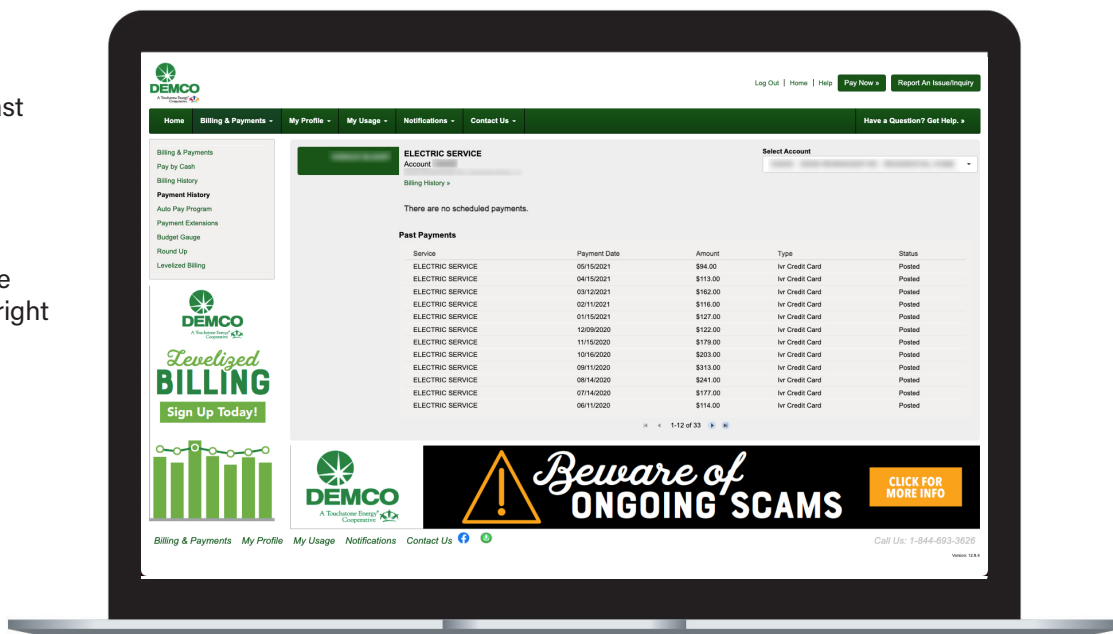 ast
e
right
DEMCO
A Touchstone Energy®
Cooperative
Log Out | Home | Help Pay Now » Report An Issue/Inquiry
Home Billing & Payments My Profile My Usage Notifications Contact Us Have a Question? Get Help. »
Billing & Payments
Pay by Cash
Billing History
Payment History
Auto Pay Program
Payment Extensions
Budget Gauge
Round Up
Levelized Billing
ELECTRIC SERVICE
Account
Billing History »
Select Account
There are no scheduled payments.
Past Payments
Service Payment Date Amount Type Status
ELECTRIC SERVICE 05/15/2021 $94.00 Ivr Credit Card Posted
ELECTRIC SERVICE 04/15/2021 $113.00 Ivr Credit Card Posted
ELECTRIC SERVICE 03/12/2021 $162.00 Ivr Credit Card Posted
ELECTRIC SERVICE 02/11/2021 $116.00 Ivr Credit Card Posted
ELECTRIC SERVICE 01/15/2021 $127.00 Ivr Credit Card Posted
ELECTRIC SERVICE 12/09/2020 $122.00 Ivr Credit Card Posted
ELECTRIC SERVICE 11/15/2020 $179.00 Ivr Credit Card Posted
ELECTRIC SERVICE 10/16/2020 $203.00 Ivr Credit Card Posted
ELECTRIC SERVICE 09/11/2020 $313.00 Ivr Credit Card Posted
ELECTRIC SERVICE 08/14/2020 $241.00 Ivr Credit Card Posted
ELECTRIC SERVICE 07/14/2020 $177.00 Ivr Credit Card Posted
ELECTRIC SERVICE 06/11/2020 $114.00 Ivr Credit Card Posted
1-12 of 33
DEMCO
A Touchstone Energy®
Cooperative
Levelized
BILLING
Sign Up Today!
DEMCO
A Touchstone Energy®
Cooperative
Beware of
ONGOING SCAMS
CLICK FOR
MORE INFO
Billing & Payments My Profile My Usage Notifications Contact Us
Call Us: 1-844-693-3626
Version: 12.9.4